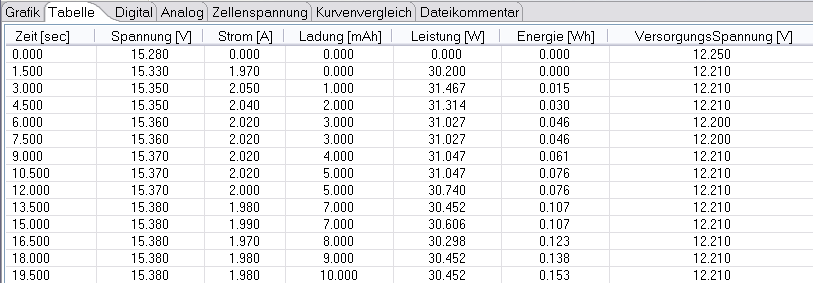 Grafik Tabelle Digital Analog Zellenspannung Kurvenvergleich Dateikommentar
Zeit [sec] Spannung [V] Strom [A] Ladung [mAh] Leistung [W] Energie [Wh] VersorgungsSpannung [V]
0.000 15.280 0.000 0.000 0.000 0.000 12.250
1.500 15.330 1.970 0.000 30.200 0.000 12.210
3.000 15.350 2.050 1.000 31.467 0.015 12.210
4.500 15.350 2.040 2.000 31.314 0.030 12.210
6.000 15.360 2.020 3.000 31.027 0.046 12.200
7.500 15.360 2.020 3.000 31.027 0.046 12.200
9.000 15.370 2.020 4.000 31.047 0.061 12.210
10.500 15.370 2.020 5.000 31.047 0.076 12.210
12.000 15.370 2.000 5.000 30.740 0.076 12.210
13.500 15.380 1.980 7.000 30.452 0.107 12.210
15.000 15.380 1.990 7.000 30.606 0.107 12.210
16.500 15.380 1.970 8.000 30.298 0.123 12.210
18.000 15.380 1.980 9.000 30.452 0.138 12.210
19.500 15.380 1.980 10.000 30.452 0.153 12.210